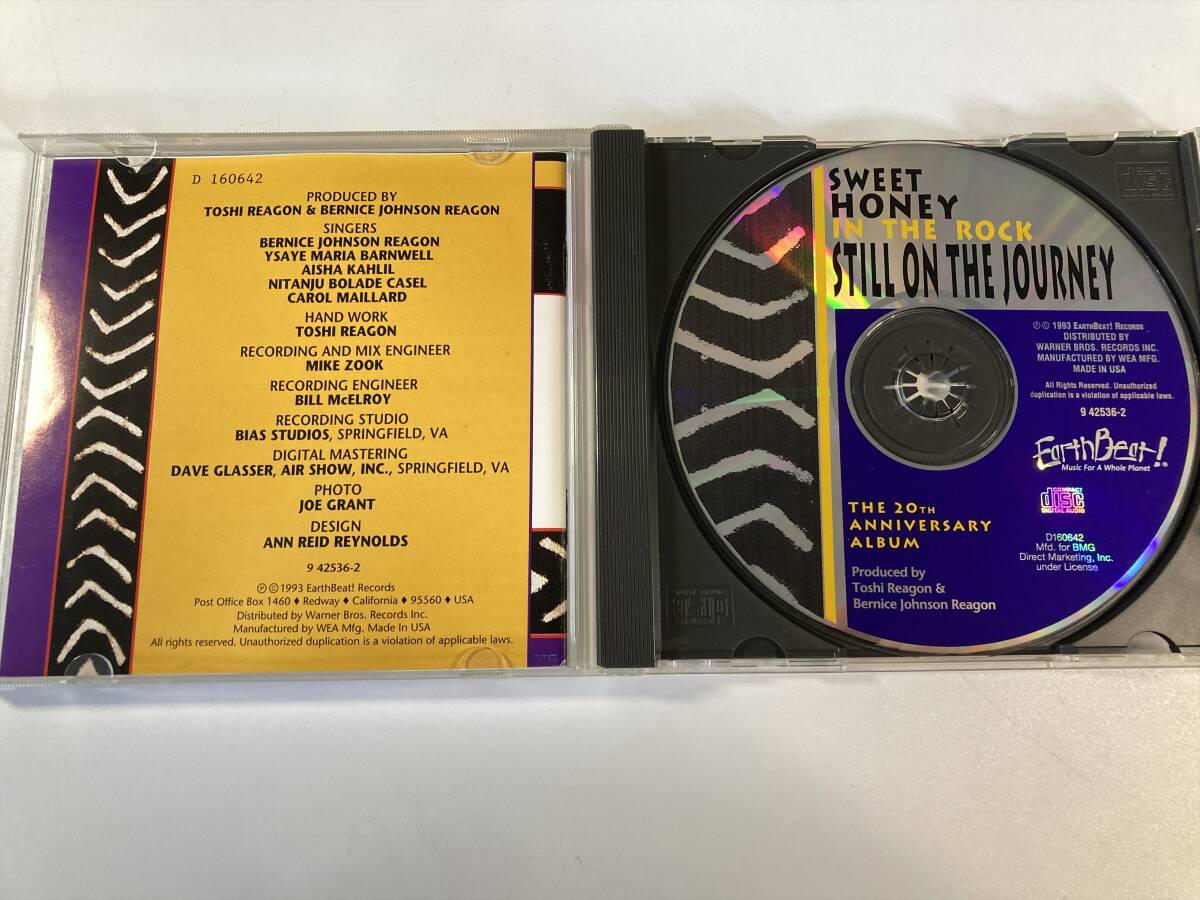 D 160642
PRODUCED BY
TOSHI REAGON & BERNICE JOHNSON REAGON
SINGERS
BERNICE JOHNSON REAGON
YSAYE MARIA BARNWELL
AISHA KAHLIL
NITANJU BOLADE CASEL
CAROL MAILLARD
HAND WORK
TOSHI REAGON
RECORDING AND MIX ENGINEER
MIKE ZOOK
RECORDING ENGINEER
BILL McELROY
RECORDING STUDIO
BIAS STUDIOS, SPRINGFIELD, VA
DIGITAL MASTERING
DAVE GLASSER, AIR SHOW, INC., SPRINGFIELD, VA
PHOTO
JOE GRANT
DESIGN
ANN REID REYNOLDS
9 42536-2
℗ © 1993 EarthBeat! Records
Post Office Box 1460 ♦ Redway ♦ California ♦ 95560 ♦ USA
Distributed by Warner Bros. Records Inc.
Manufactured by WEA Mfg. Made In USA
All rights reserved. Unauthorized duplication is a violation of applicable laws.
SWEET
HONEY
IN THE ROCK
STILL ON THE JOURNEY
℗ © 1993 EARTHBEAT! RECORDS
DISTRIBUTED BY
WARNER BROS. RECORDS INC.
MANUFACTURED BY WEA MFG.
MADE IN USA
All Rights Reserved. Unauthorized
duplication is a violation of applicable laws.
9 42536-2
EarthBeat!
Music For A Whole Planet
COMPACT
disc
DIGITAL AUDIO
THE 20TH
ANNIVERSARY
ALBUM
D160642
Mfd. for BMG
Direct Marketing, Inc.
under License
Produced by
Toshi Reagon &
Bernice Johnson Reagon